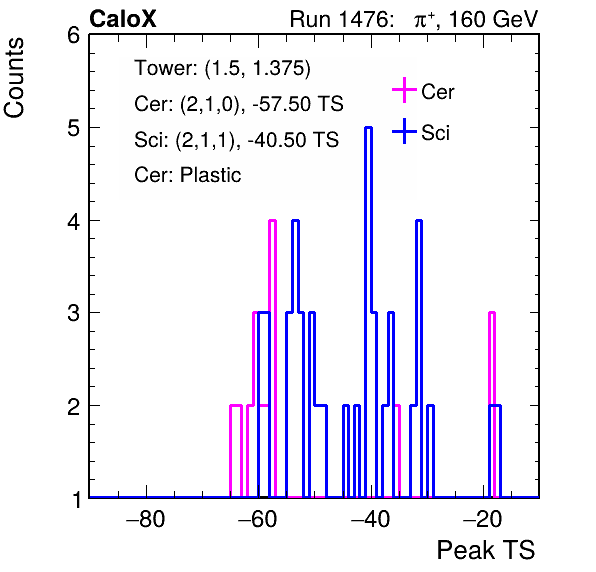 CaloX Run 1476: π⁺, 160 GeV
Counts
Tower: (1.5, 1.375)
Cer: (2,1,0), -57.50 TS
Sci: (2,1,1), -40.50 TS
Cer: Plastic
Cer
Sci
6
5
4
3
2
1
−80 −60 −40 −20
Peak TS